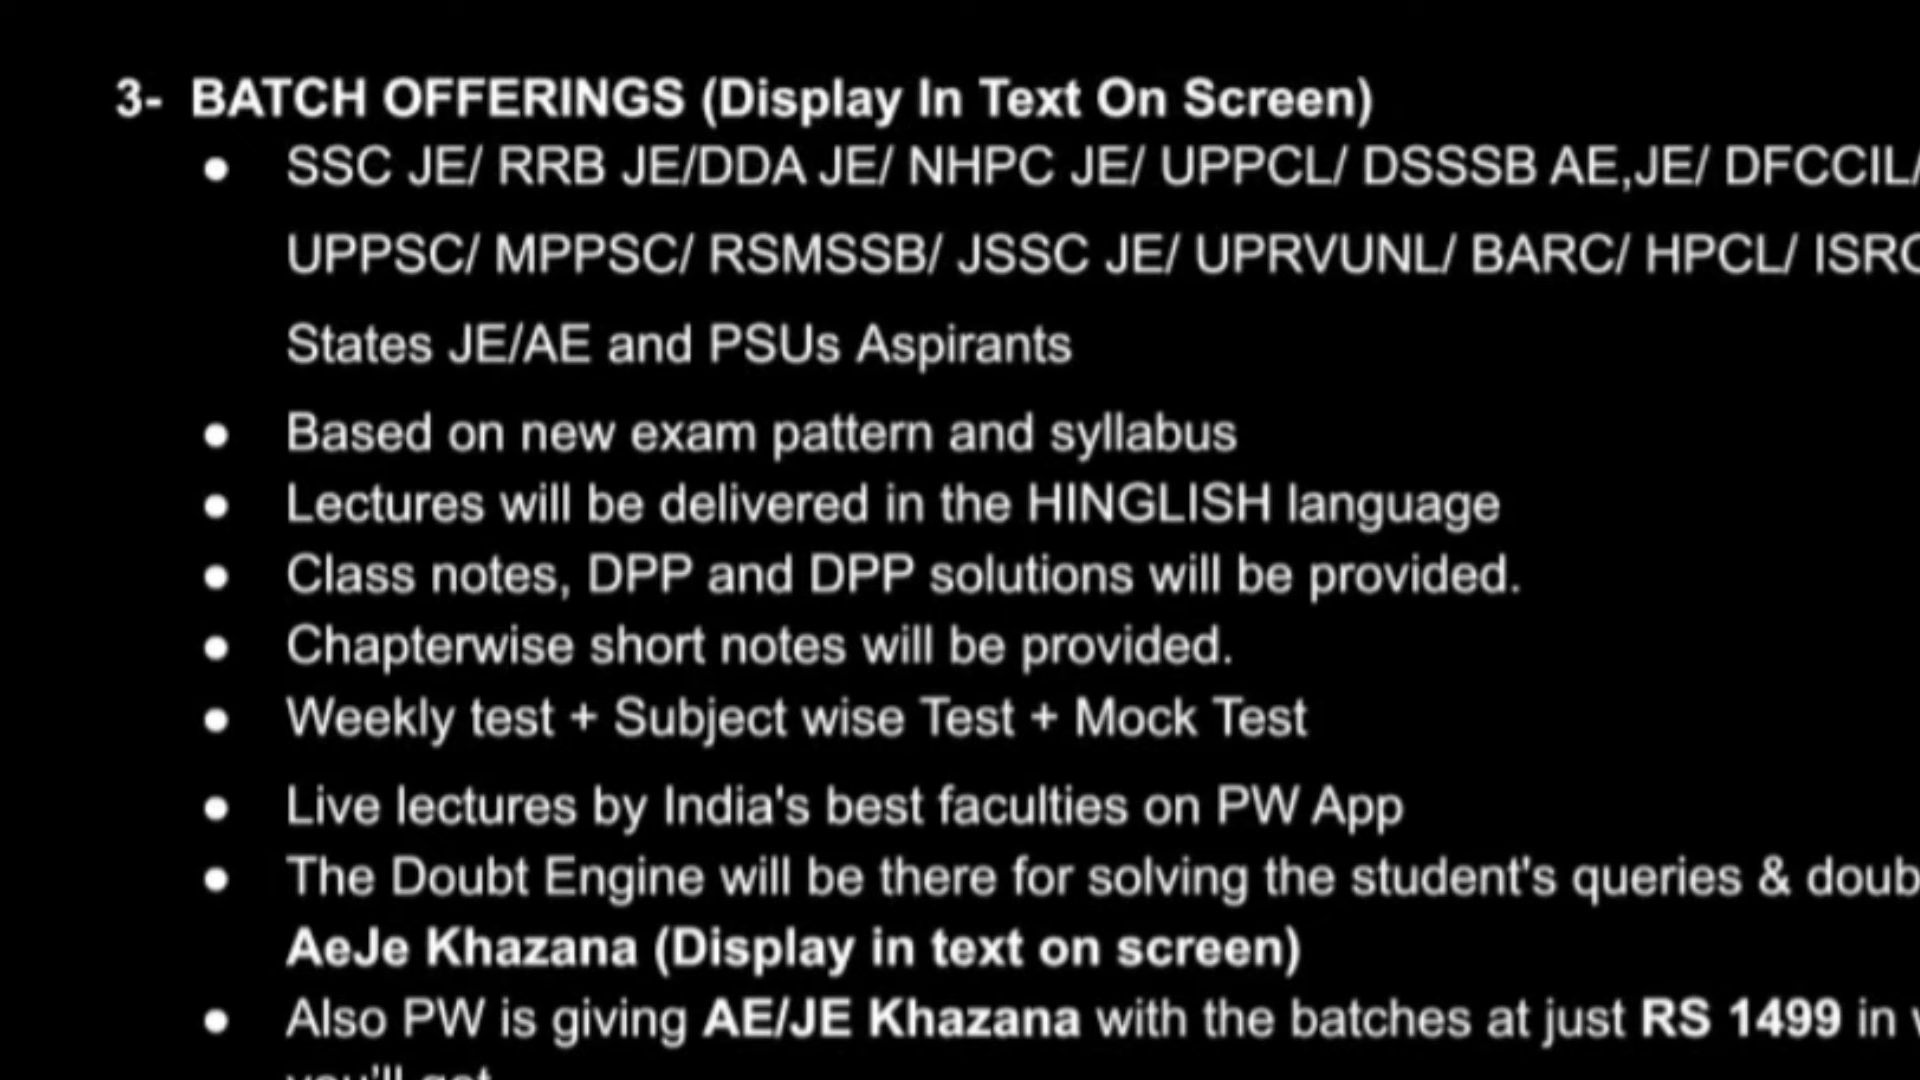 3- BATCH OFFERINGS (Display In Text On Screen)
● SSC JE/ RRB JE/DDA JE/ NHPC JE/ UPPCL/ DSSSB AE,JE/ DFCCIL/
UPPSC/ MPPSC/ RSMSSB/ JSSC JE/ UPRVUNL/ BARC/ HPCL/
States JE/AE and PSUs Aspirants
● Based on new exam pattern and syllabus
● Lectures will be delivered in the HINGLISH language
● Class notes, DPP and DPP solutions will be provided.
● Chapterwise short notes will be provided.
● Weekly test + Subject wise Test + Mock Test
● Live lectures by India's best faculties on PW App
● The Doubt Engine will be there for solving the student's queries &
AeJe Khazana (Display in text on screen)
● Also PW is giving AE/JE Khazana with the batches at just RS 1499 in